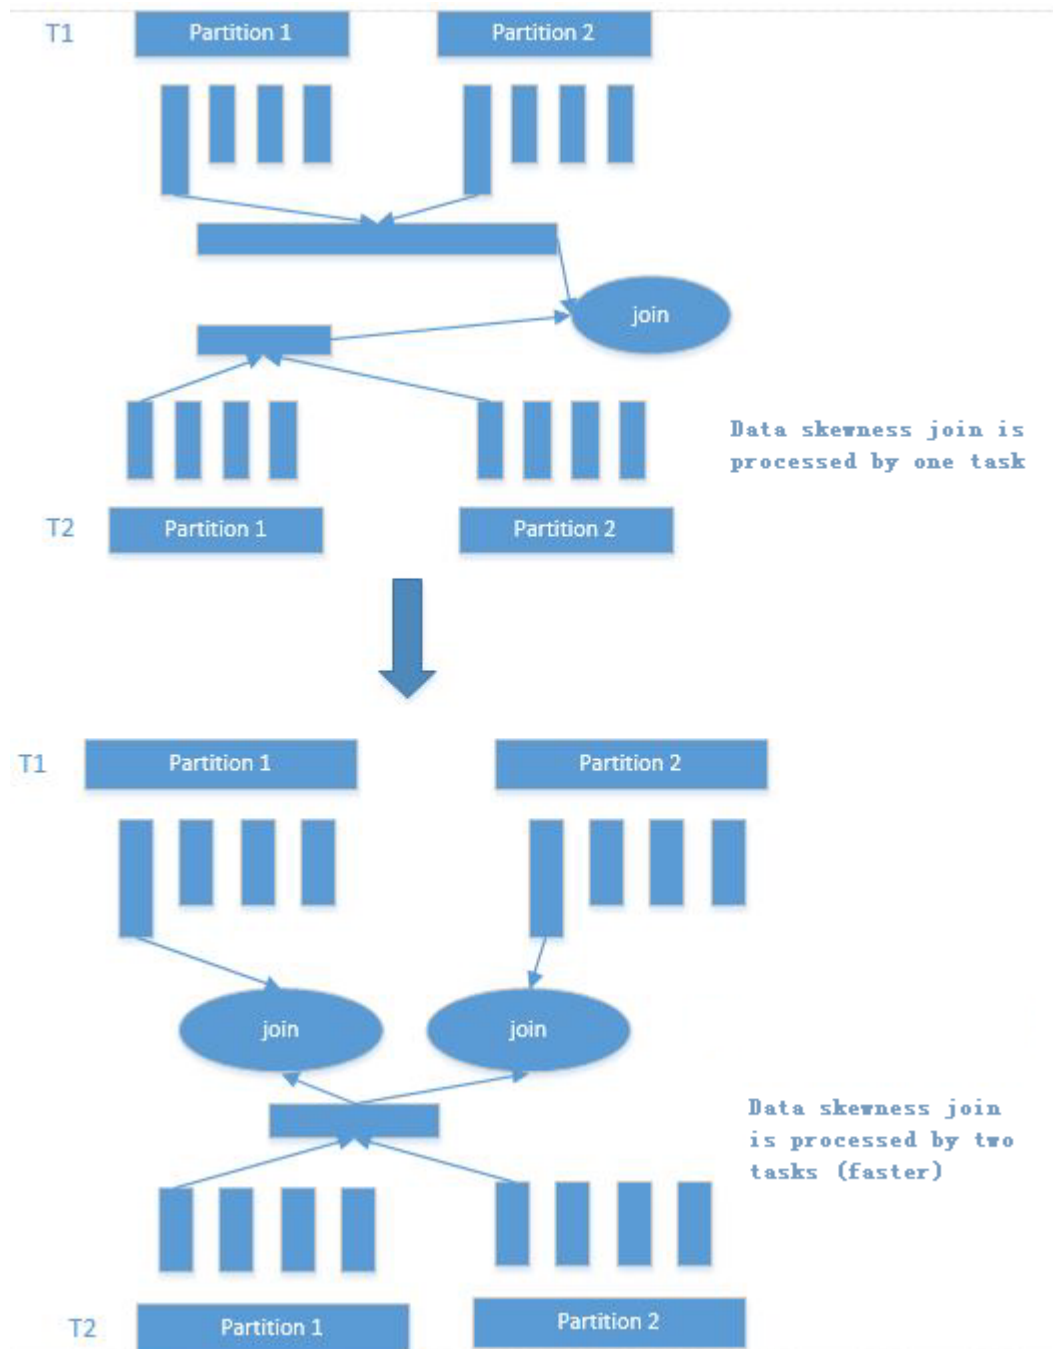 T1
Partition 1
Partition 2
join
Data skewness join is
processed by one task
T2
Partition 1
Partition 2
T1
Partition 1
Partition 2
join
join
Data skewness join
is processed by two
tasks (faster)
T2
Partition 1
Partition 2